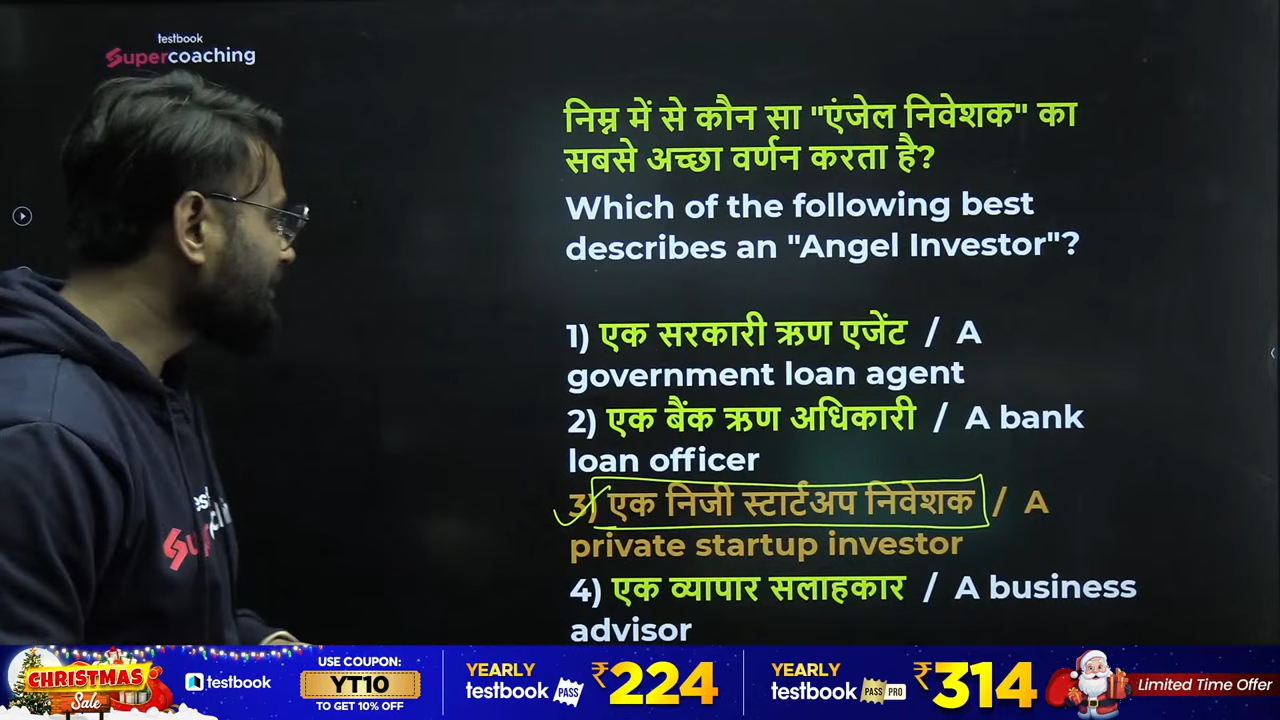 testbook
Supercoaching
निम्न में से कौन सा "एंजेल निवेशक" का
सबसे अच्छा वर्णन करता है?
Which of the following best
describes an "Angel Investor"?
1) एक सरकारी ऋण एजेंट / A
government loan agent
2) एक बैंक ऋण अधिकारी / A bank
loan officer
3) एक निजी स्टार्टअप निवेशक / A
private startup investor
4) एक व्यापार सलाहकार / A business
advisor
CHRISTMAS
Sale
testbook
USE COUPON:
YT10
TO GET 10% OFF
YEARLY
testbook PASS
₹224
YEARLY
testbook PASS PRO
₹314
Limited Time Offer